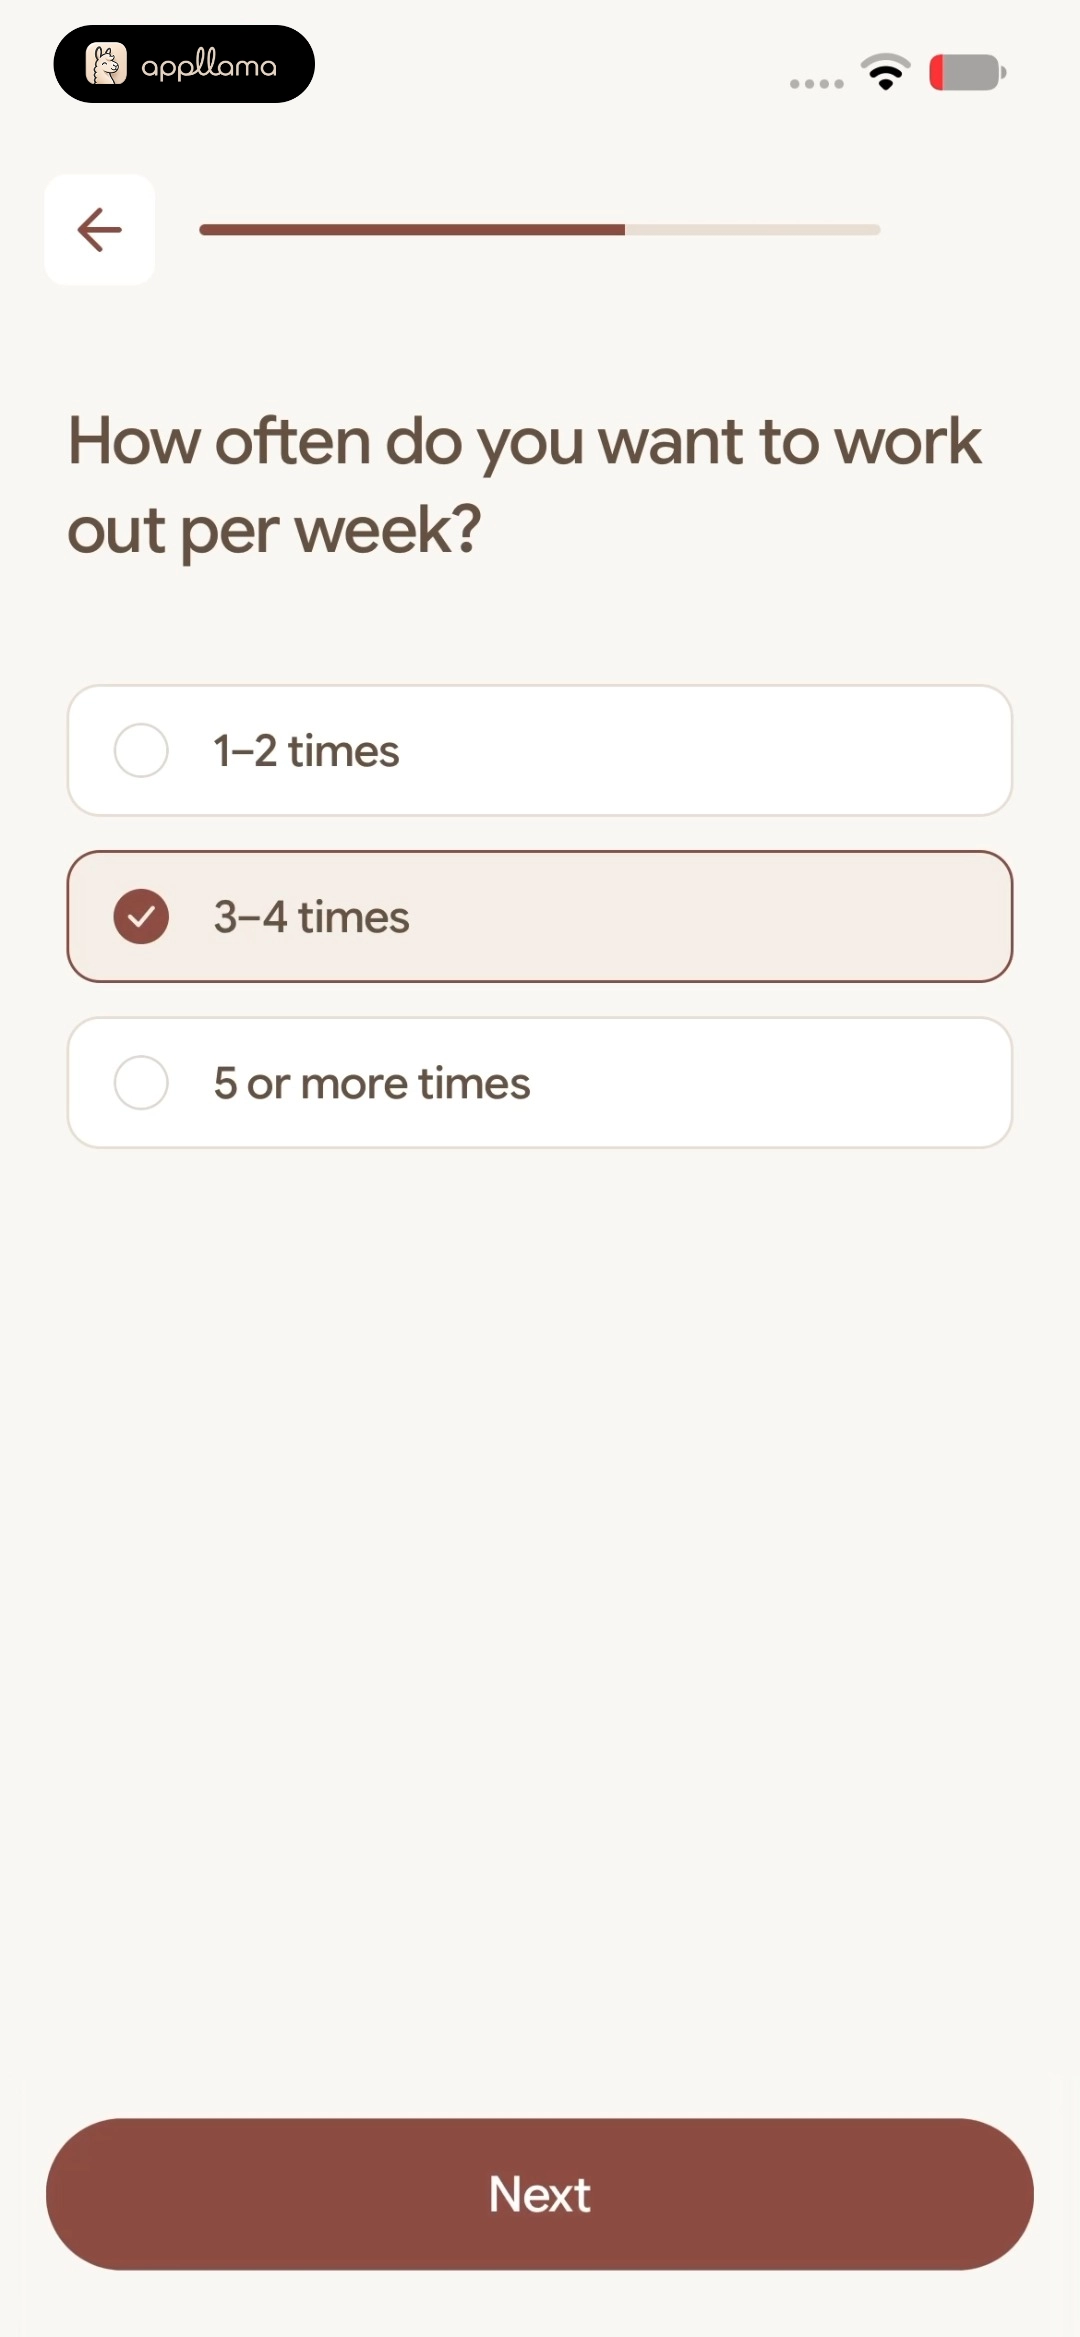 appllama
How often do you want to work
out per week?
1–2 times
3–4 times
5 or more times
Next